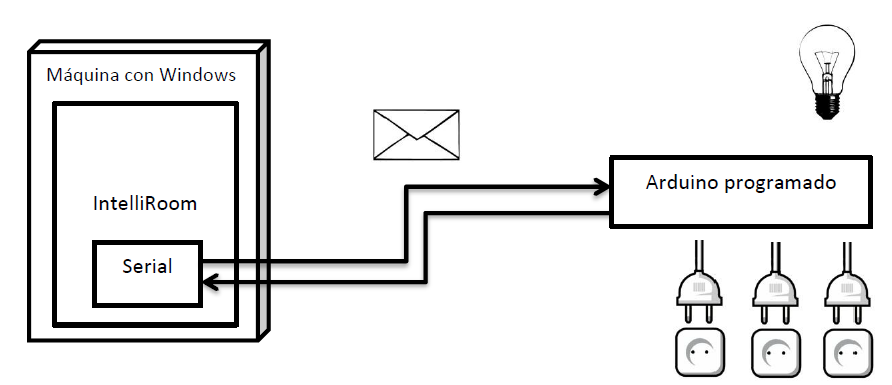 Máquina con Windows
IntelliRoom
Serial
Arduino programado